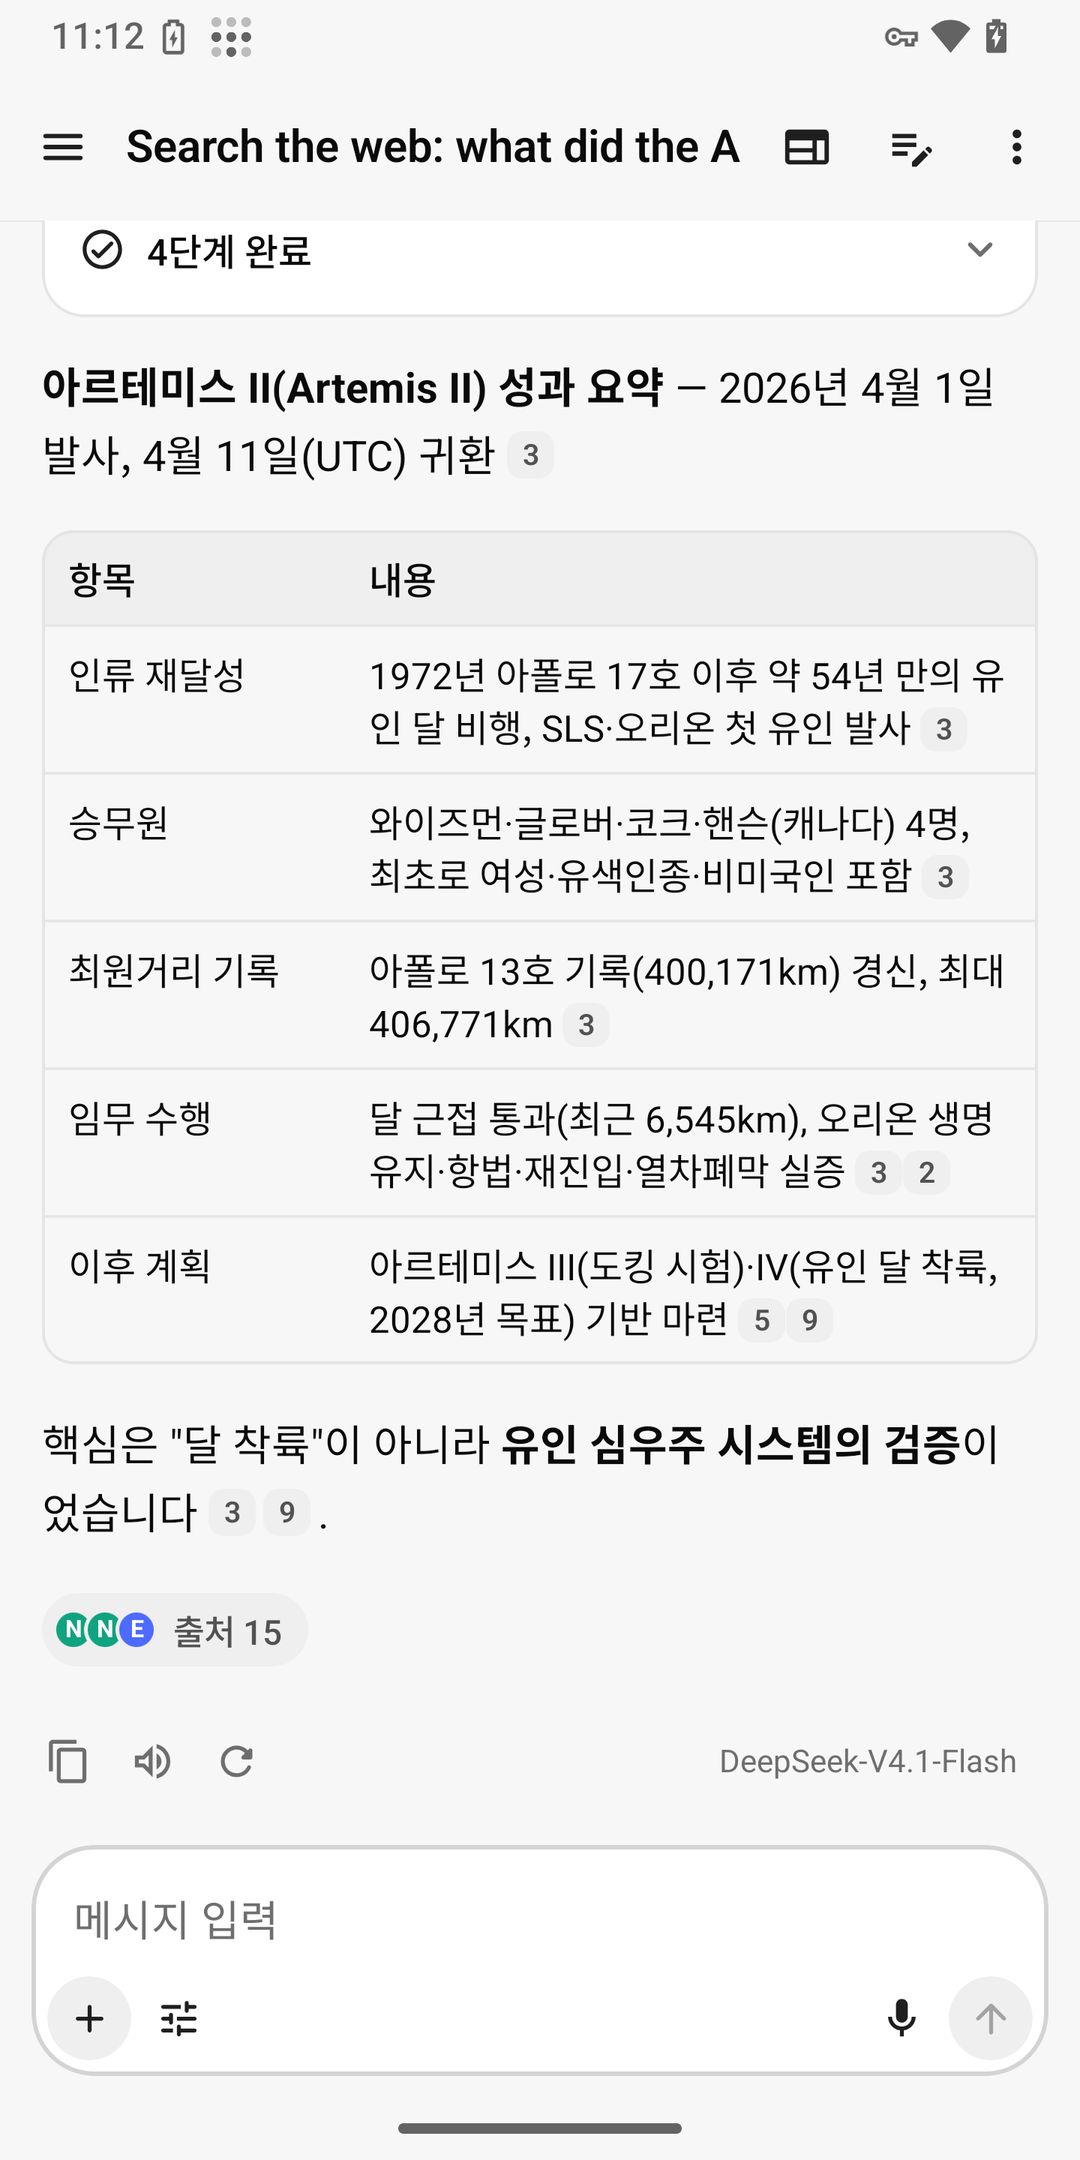 11:12
Search the web: what did the A
4단계 완료
아르테미스 II(Artemis II) 성과 요약 – 2026년 4월 1일
발사, 4월 11일(UTC) 귀환 3
항목 내용
인류 재달성 1972년 아폴로 17호 이후 약 54년 만의 유
인 달 비행, SLS·오리온 첫 유인 발사 3
승무원 와이즈먼·글로버·코크·핸슨(캐나다) 4명,
최초로 여성·유색인종·비미국인 포함 3
최원거리 기록 아폴로 13호 기록(400,171km) 경신, 최대
406,771km 3
임무 수행 달 근접 통과(최근 6,545km), 오리온 생명
유지·항법·재진입·열차폐막 실증 3 2
이후 계획 아르테미스 III(도킹 시험)·IV(유인 달 착륙,
2028년 목표) 기반 마련 5 9
핵심은 "달 착륙"이 아니라 유인 심우주 시스템의 검증이
었습니다 3 9 .
N N E 출처 15
DeepSeek-V4.1-Flash
메시지 입력